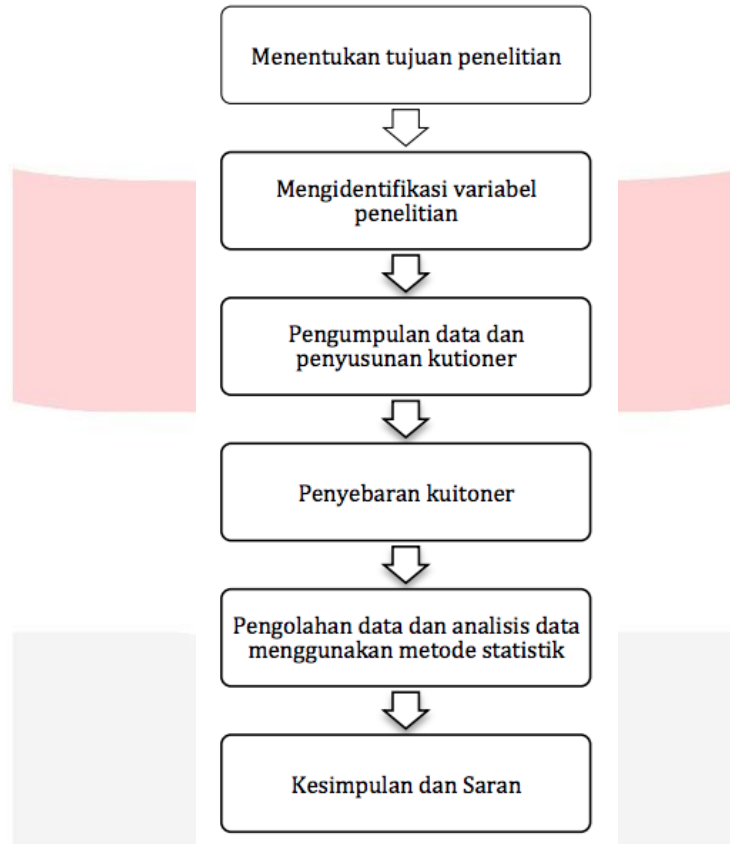 Menentukan tujuan penelitian
Mengidentifikasi variabel
penelitian
Pengumpulan data dan
penyusunan kutioner
Penyebaran kuitoner
Pengolahan data dan analisis data
menggunakan metode statistik
Kesimpulan dan Saran